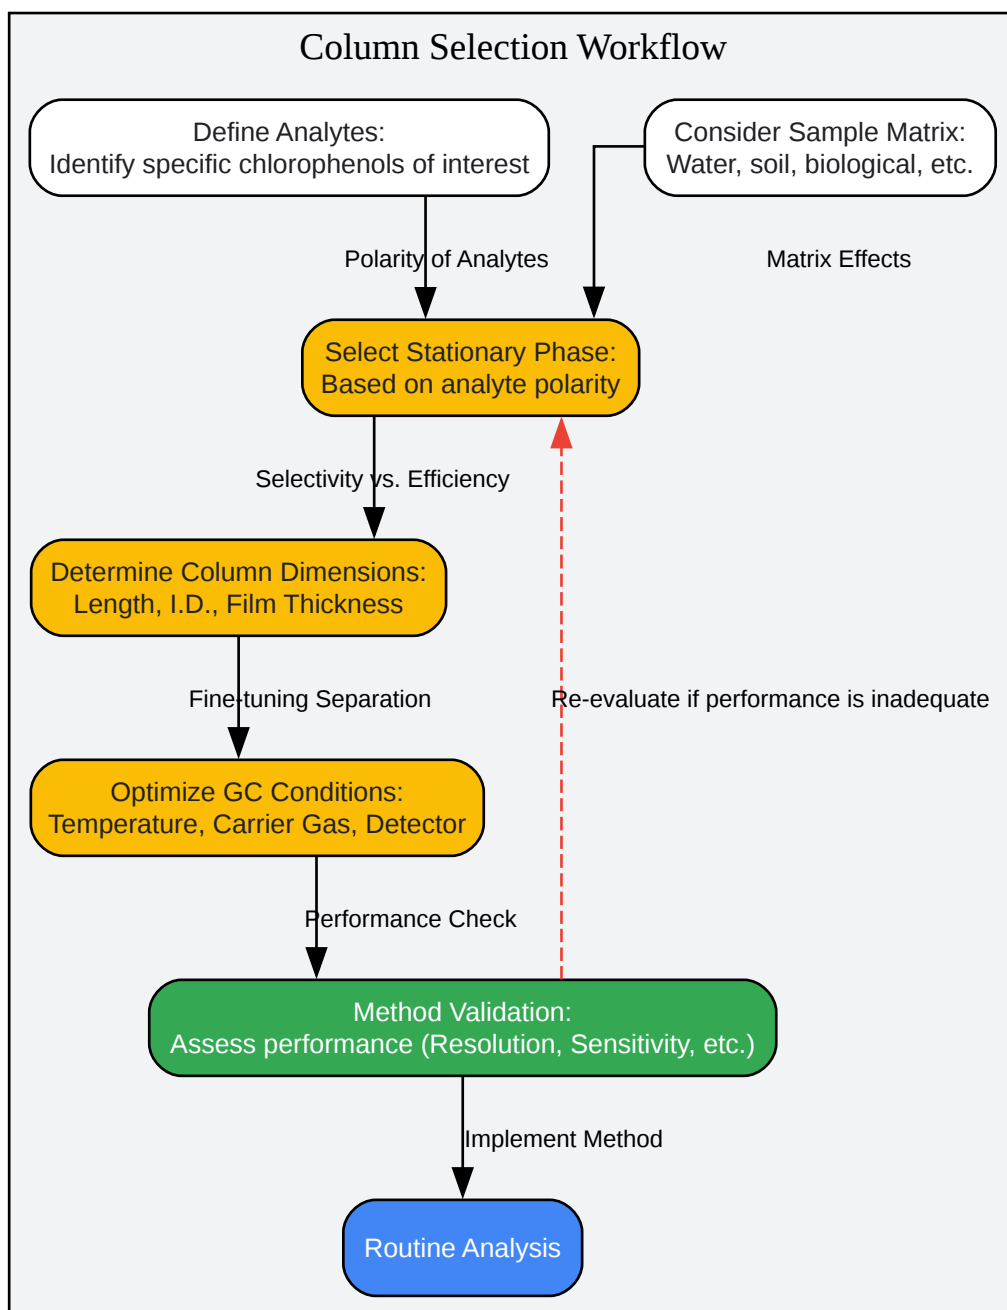 Column Selection Workflow
Define Analytes:
Identify specific chlorophenols of interest
Consider Sample Matrix:
Water, soil, biological, etc.
Polarity of Analytes
Matrix Effects
Select Stationary Phase:
Based on analyte polarity
Selectivity vs. Efficiency
Determine Column Dimensions:
Length, I.D., Film Thickness
Fine-tuning Separation
Re-evaluate if performance is inadequate
Optimize GC Conditions:
Temperature, Carrier Gas, Detector
Performance Check
Method Validation:
Assess performance (Resolution, Sensitivity, etc.)
Implement Method
Routine Analysis